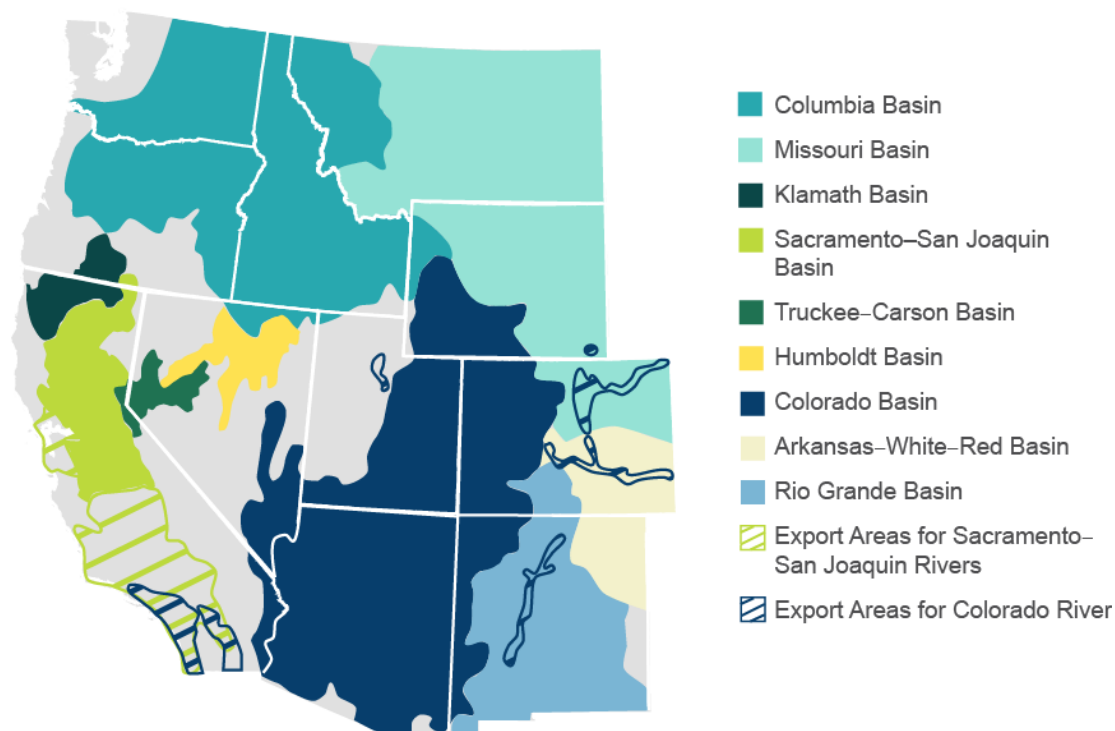 Columbia Basin
Missouri Basin
Klamath Basin
Sacramento–San Joaquin
Basin
Truckee–Carson Basin
Humboldt Basin
Colorado Basin
Arkansas–White–Red Basin
Rio Grande Basin
Export Areas for Sacramento–
San Joaquin Rivers
Export Areas for Colorado River